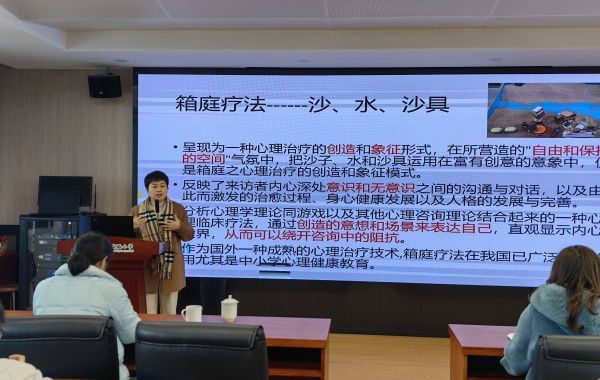 箱庭疗法------沙、水、沙具
• 呈现为一种心理治疗的创造和象征形式，在所营造的"自由和保护
的空间"气氛中，把沙子、水和沙具运用在富有创意的意象中，
是箱庭之心理治疗的创造和象征模式。
• 反映了来访者内心深处意识和无意识之间的沟通与对话，以及由
此而激发的治愈过程、身心健康发展以及人格的发展与完善。
分析心理学理论同游戏以及其他心理咨询理论结合起来的一种心
临床疗法，通过创造的意想和场景来表达自己，直观显示内心
界，从而可以绕开咨询中的阻抗。
作为国外一种成熟的心理治疗技术,箱庭疗法在我国已广泛
用尤其是中小学心理健康教育。